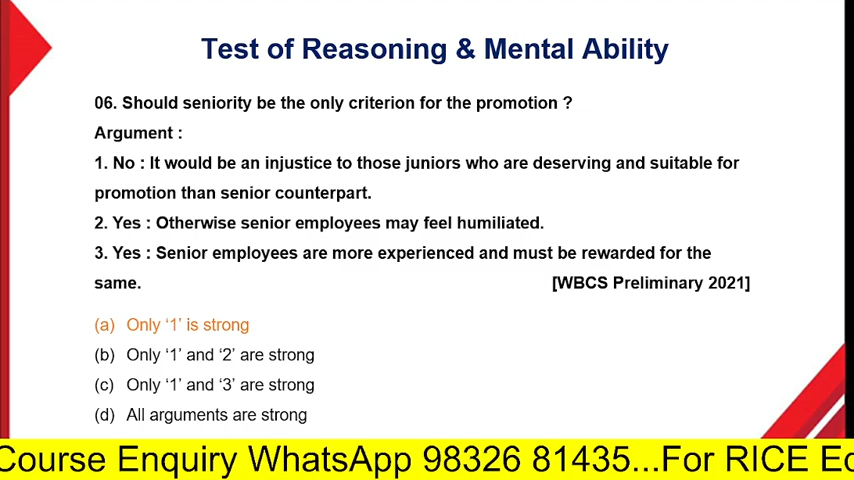 Test of Reasoning & Mental Ability
06. Should seniority be the only criterion for the promotion ?
Argument :
1. No : It would be an injustice to those juniors who are deserving and suitable for
promotion than senior counterpart.
2. Yes : Otherwise senior employees may feel humiliated.
3. Yes : Senior employees are more experienced and must be rewarded for the
same. [WBCS Preliminary 2021]
(a) Only ‘1’ is strong
(b) Only ‘1’ and ‘2’ are strong
(c) Only ‘1’ and ‘3’ are strong
(d) All arguments are strong
Course Enquiry WhatsApp 98326 81435...For RICE